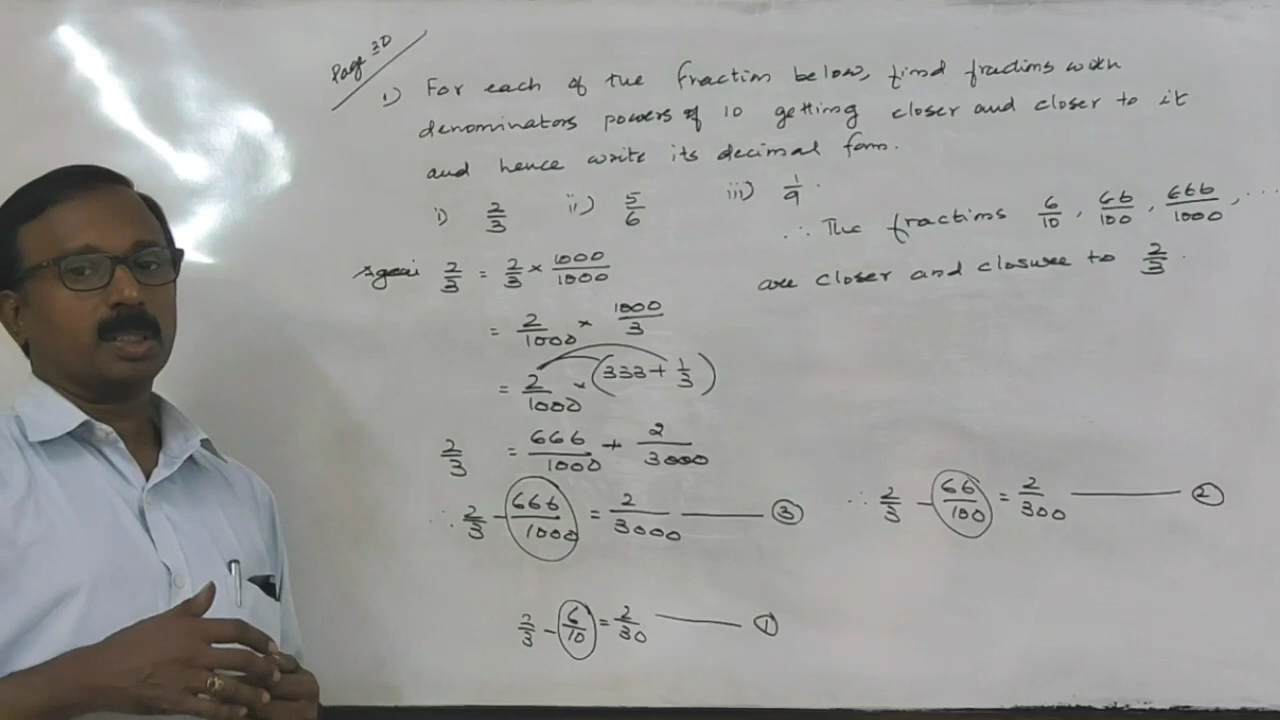 Page 30
1) For each of the fraction below, find fractions with
denominators powers of 10 getting closer and closer to it
and hence write its decimal form.
i) 2/3 ii) 5/6 iii) 1/9.
Again 2/3 = 2/3 × 1000/1000
= 2/1000 × 1000/3
= 2/1000 × (333 + 1/3)
2/3 = 666/1000 + 2/3000
∴ 2/3 - 666/1000 = 2/3000 ③
2/3 - 6/10 = 2/30 ①
∴ The fractions 6/10, 66/100, 666/1000, ...
are closer and closure to 2/3.
∴ 2/3 - 66/100 = 2/300 ②